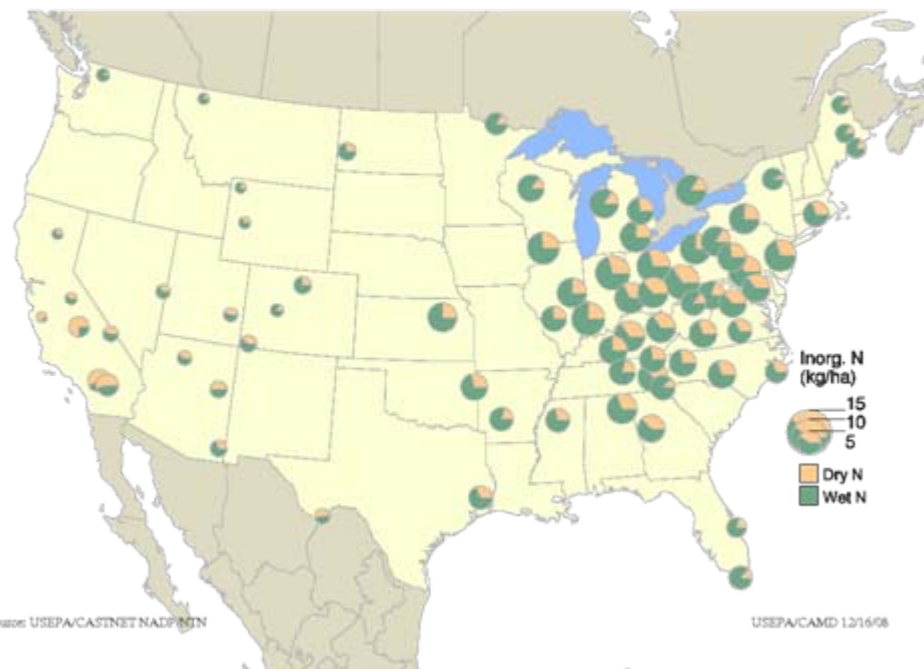 Inorg. N
(kg/ha)
15
10
5
Dry N
Wet N
USEPA/CASTNET NADP/NTN
USEPA/CAMD 12/16/08